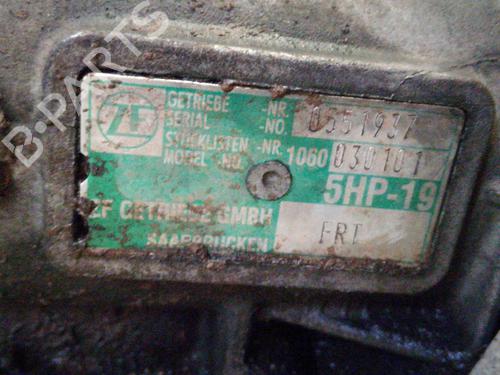 B-PARTS
ZF
GETRIEBE -NR.
SERIAL -NO. 0551937
STÜCKLISTEN -NR.
MODEL -NO. 1060 030101
5HP-19
ZF GETRIEBE GMBH
SAARBRÜCKEN
FRT